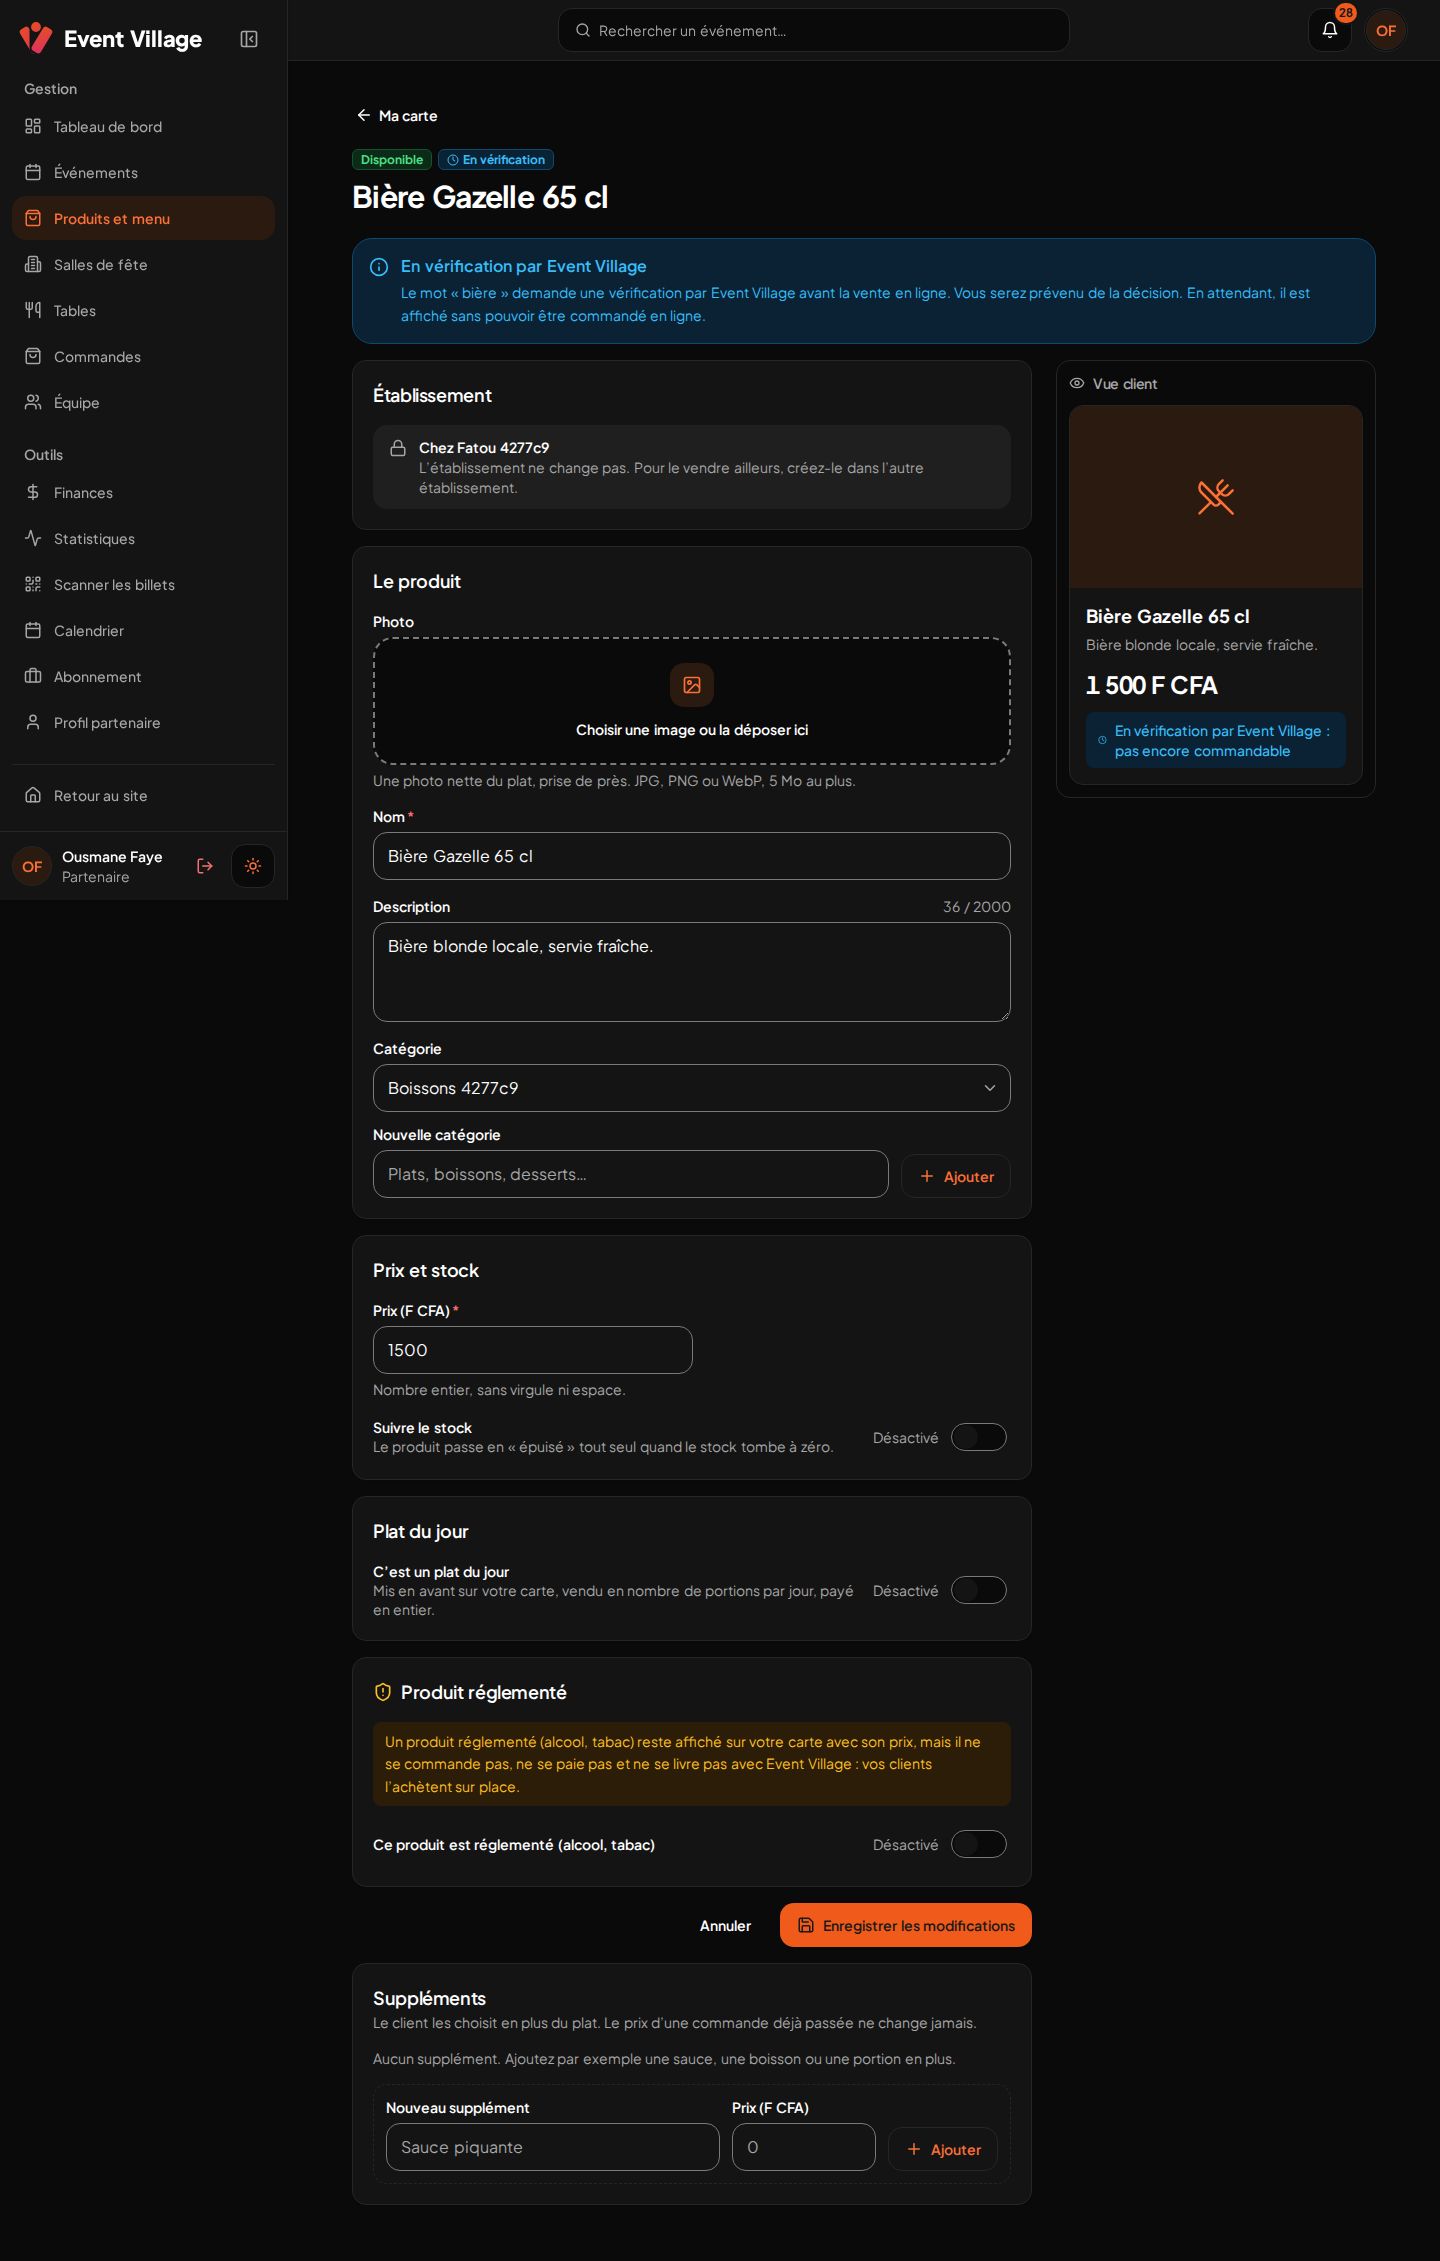 Event Village
Rechercher un événement...
28
OF
Gestion
Tableau de bord
Événements
Produits et menu
Salles de fête
Tables
Commandes
Équipe
Outils
Finances
Statistiques
Scanner les billets
Calendrier
Abonnement
Profil partenaire
Retour au site
OF
Ousmane Faye
Partenaire
Ma carte
Disponible
En vérification
Bière Gazelle 65 cl
En vérification par Event Village
Le mot « bière » demande une vérification par Event Village avant la vente en ligne. Vous serez prévenu de la décision. En attendant, il est
affiché sans pouvoir être commandé en ligne.
Établissement
Chez Fatou 4277c9
L'établissement ne change pas. Pour le vendre ailleurs, créez-le dans l'autre
établissement.
Le produit
Photo
Choisir une image ou la déposer ici
Une photo nette du plat, prise de près. JPG, PNG ou WebP, 5 Mo au plus.
Nom *
Bière Gazelle 65 cl
Description
36 / 2000
Bière blonde locale, servie fraîche.
Catégorie
Boissons 4277c9
Nouvelle catégorie
Plats, boissons, desserts...
Ajouter
Prix et stock
Prix (F CFA) *
1500
Nombre entier, sans virgule ni espace.
Suivre le stock
Le produit passe en « épuisé » tout seul quand le stock tombe à zéro.
Désactivé
Plat du jour
C'est un plat du jour
Mis en avant sur votre carte, vendu en nombre de portions par jour, payé
en entier.
Désactivé
Produit réglementé
Un produit réglementé (alcool, tabac) reste affiché sur votre carte avec son prix, mais il ne
se commande pas, ne se paie pas et ne se livre pas avec Event Village : vos clients
l'achètent sur place.
Ce produit est réglementé (alcool, tabac)
Désactivé
Annuler
Enregistrer les modifications
Suppléments
Le client les choisit en plus du plat. Le prix d'une commande déjà passée ne change jamais.
Aucun supplément. Ajoutez par exemple une sauce, une boisson ou une portion en plus.
Nouveau supplément
Prix (F CFA)
Sauce piquante
0
Ajouter
Vue client
Bière Gazelle 65 cl
Bière blonde locale, servie fraîche.
1 500 F CFA
En vérification par Event Village :
pas encore commandable